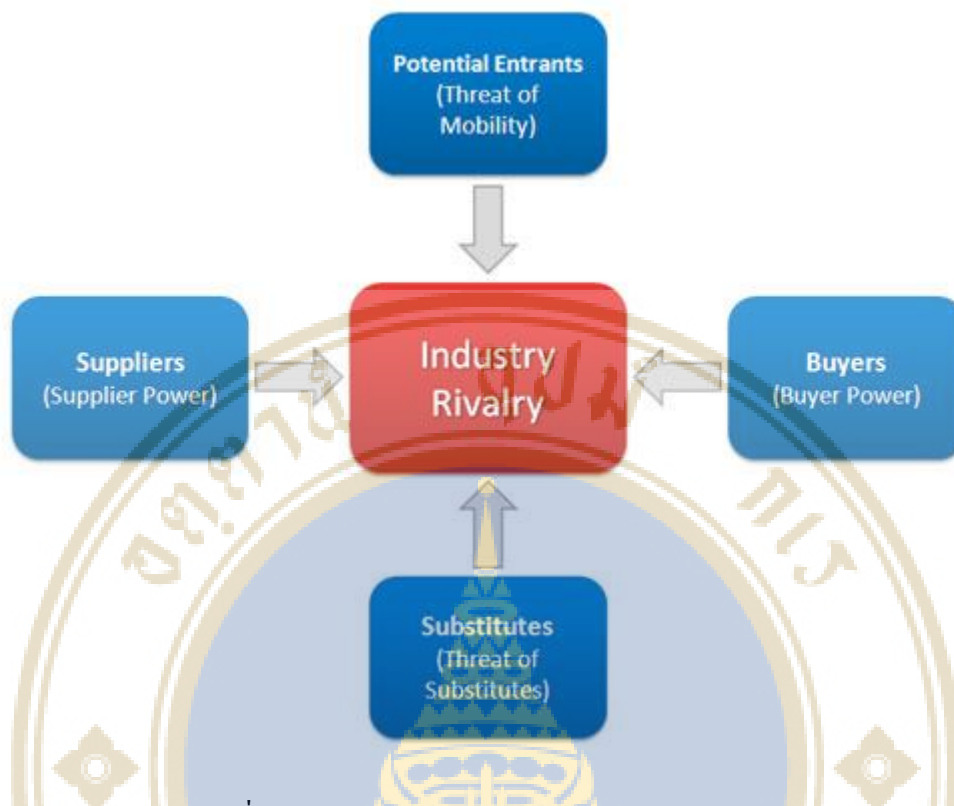 Potential Entrants
(Threat of
Mobility)
Suppliers
(Supplier Power)
Industry
Rivalry
Buyers
(Buyer Power)
Substitutes
(Threat of
Substitutes)